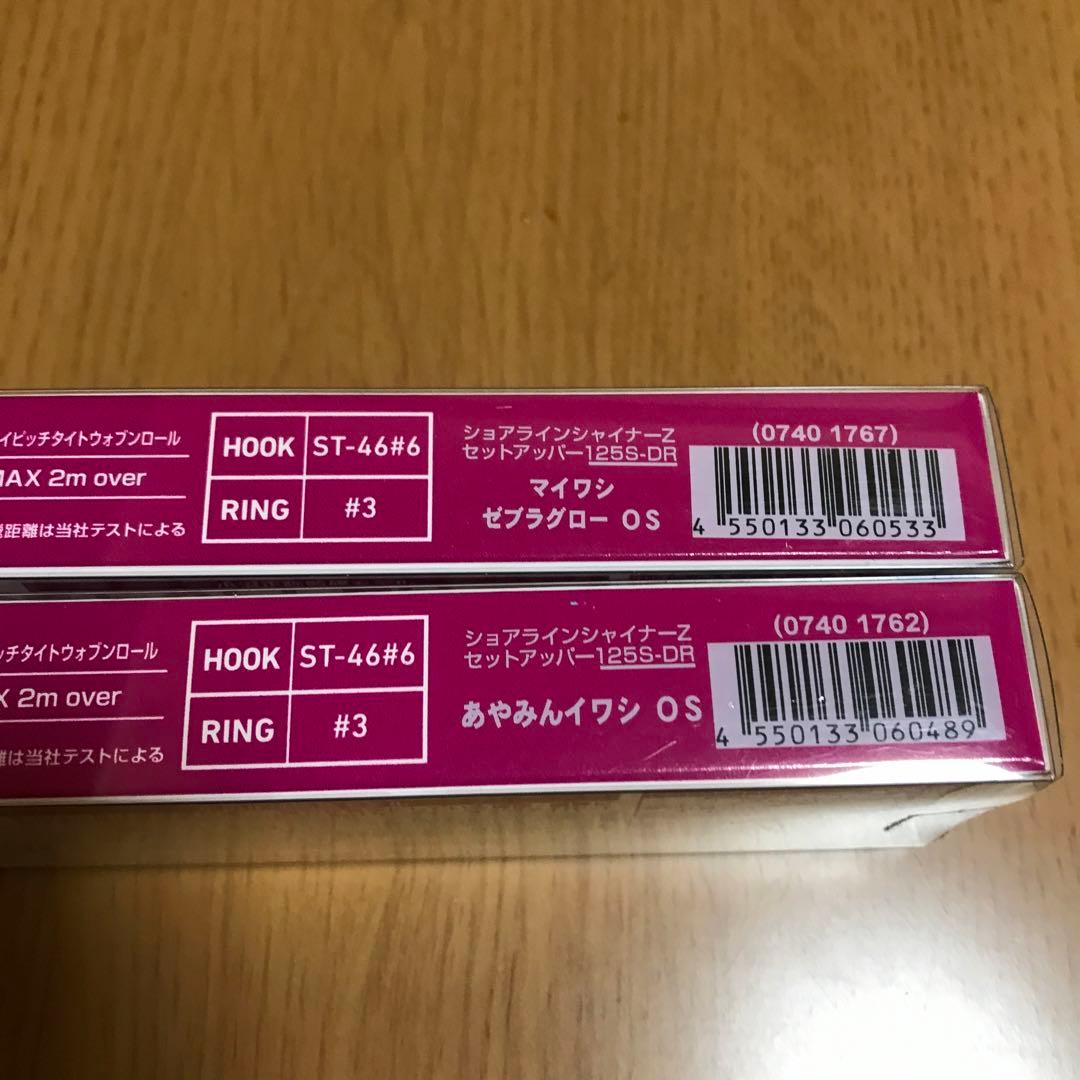 イピッチタイトウォブンロール
MAX 2m over
距離は当社テストによる
HOOK ST-46#6
RING #3
ショアラインシャイナーZ
セットアッパー125S-DR
マイワシ
ゼブラグロー OS
(0740 1767)
4 550133 060533
ッチタイトウォブンロール
X 2m over
離は当社テストによる
HOOK ST-46#6
RING #3
ショアラインシャイナーZ
セットアッパー125S-DR
あやみんイワシ OS
(0740 1762)
4 550133 060489